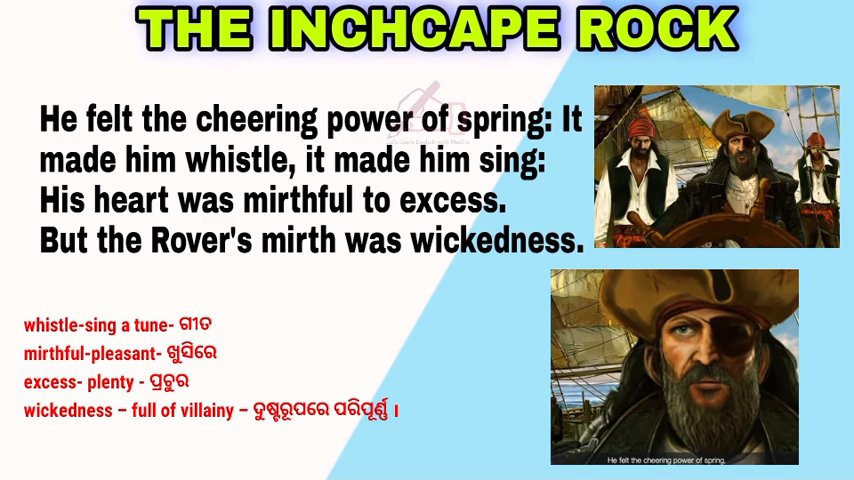 THE INCHCAPE ROCK
He felt the cheering power of spring: It
made him whistle, it made him sing:
His heart was mirthful to excess.
But the Rover's mirth was wickedness.
whistle-sing a tune- ଗୀତ
mirthful-pleasant- ଖୁସିରେ
excess- plenty - ପ୍ରଚୁର
wickedness – full of villainy – ଦୁଷ୍ଟରୂପରେ ପରିପୂର୍ଣ୍ଣ ।
He felt the cheering power of spring,